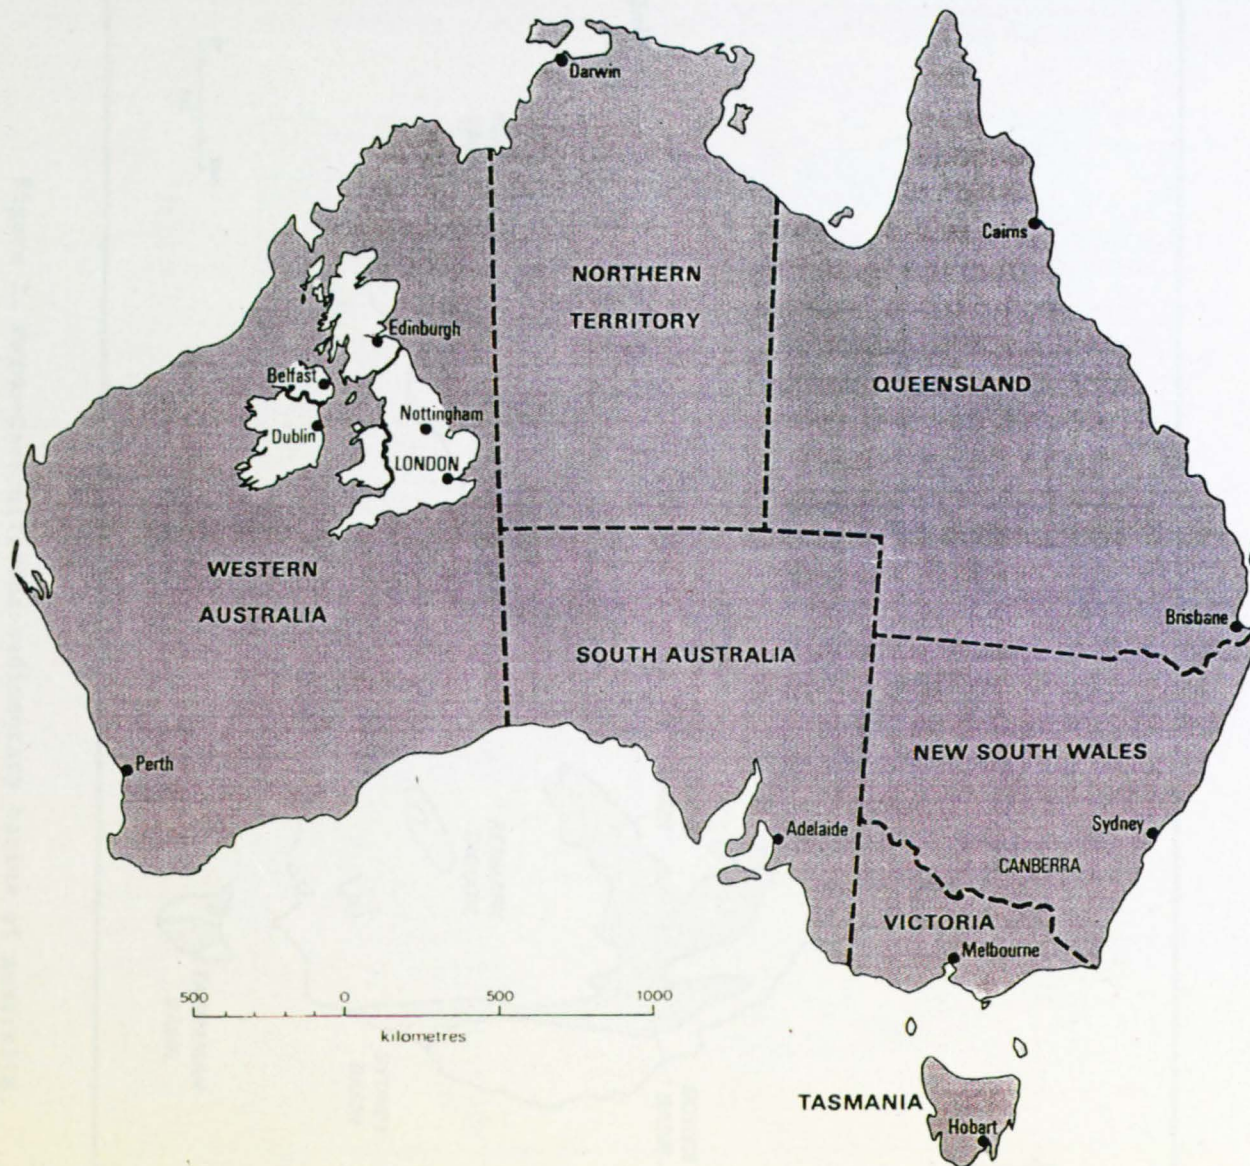 Darwin
Cairns
NORTHERN
TERRITORY
Edinburgh
Belfast
QUEENSLAND
Nottingham
Dublin
LONDON
WESTERN
AUSTRALIA
Brisbane
SOUTH AUSTRALIA
NEW SOUTH WALES
Perth
Adelaide
Sydney
CANBERRA
VICTORIA
Melbourne
500 0 500 1000
kilometres
TASMANIA
Hobart